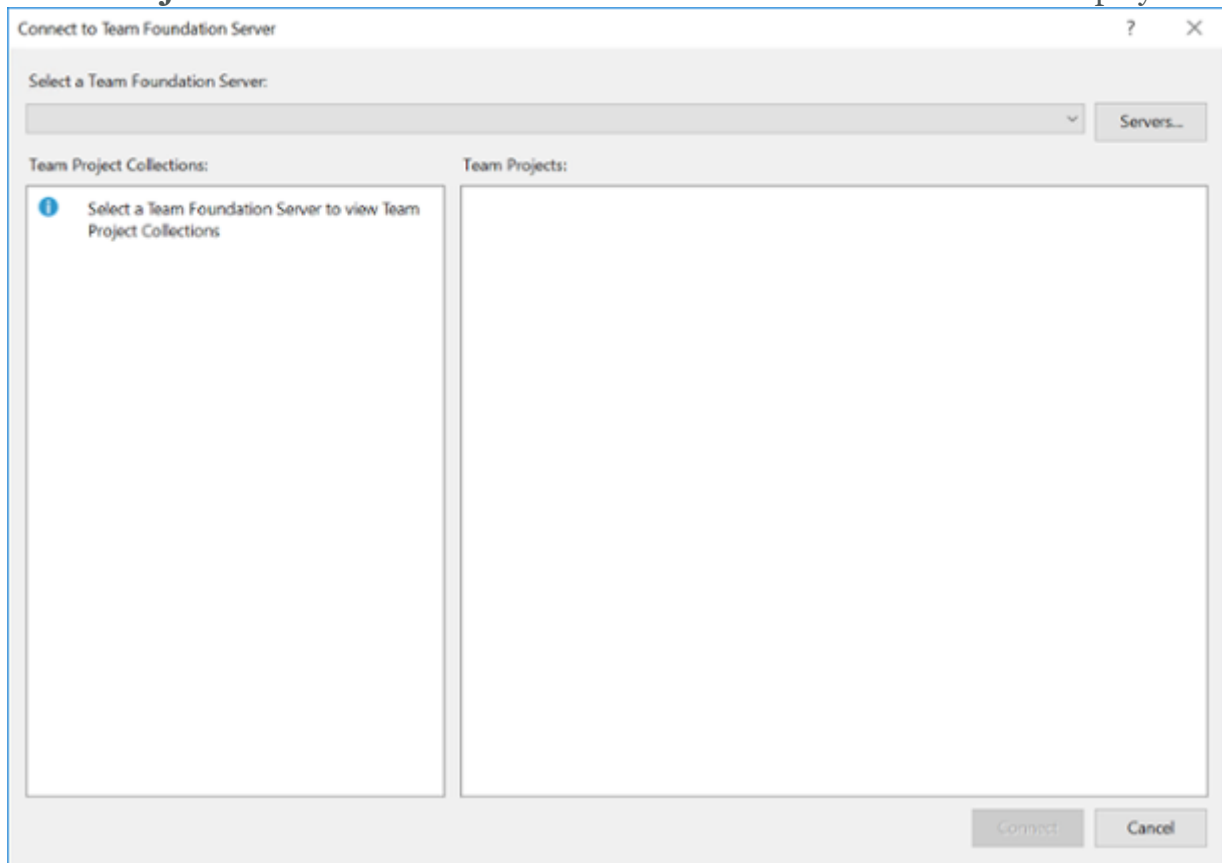 Connect to Team Foundation Server
?
Select a Team Foundation Server:
Servers...
Team Project Collections:
Team Projects:
Select a Team Foundation Server to view Team
Project Collections
Connect
Cancel